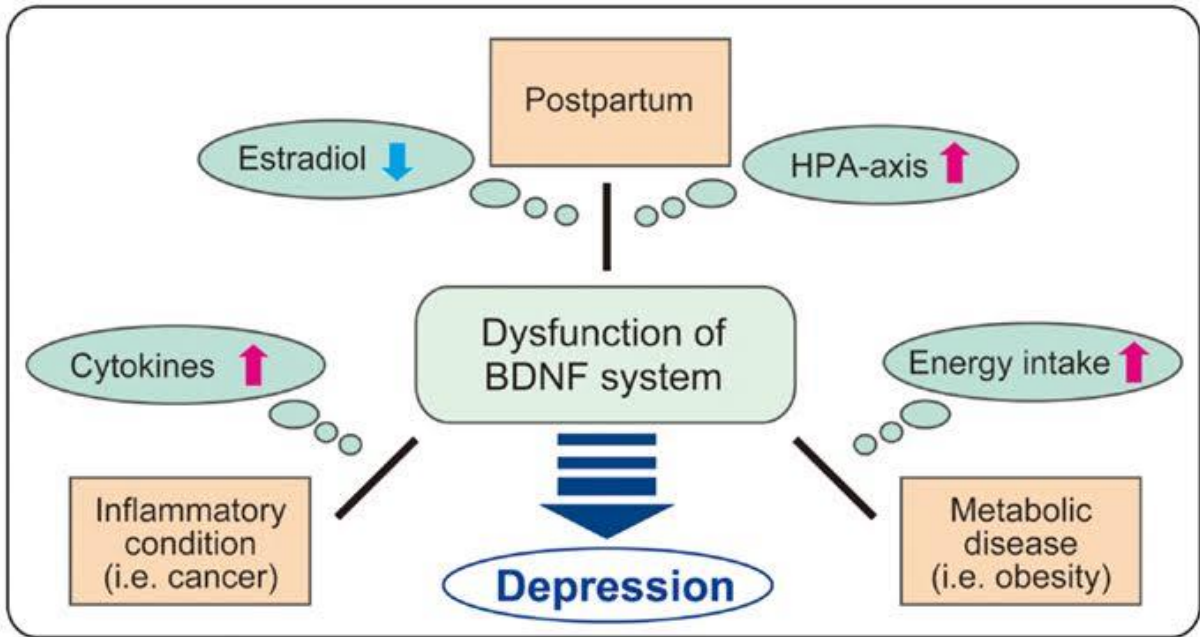 Postpartum
Estradiol
HPA-axis
Dysfunction of
BDNF system
Cytokines
Energy intake
Inflammatory
condition
(i.e. cancer)
Metabolic
disease
(i.e. obesity)
Depression